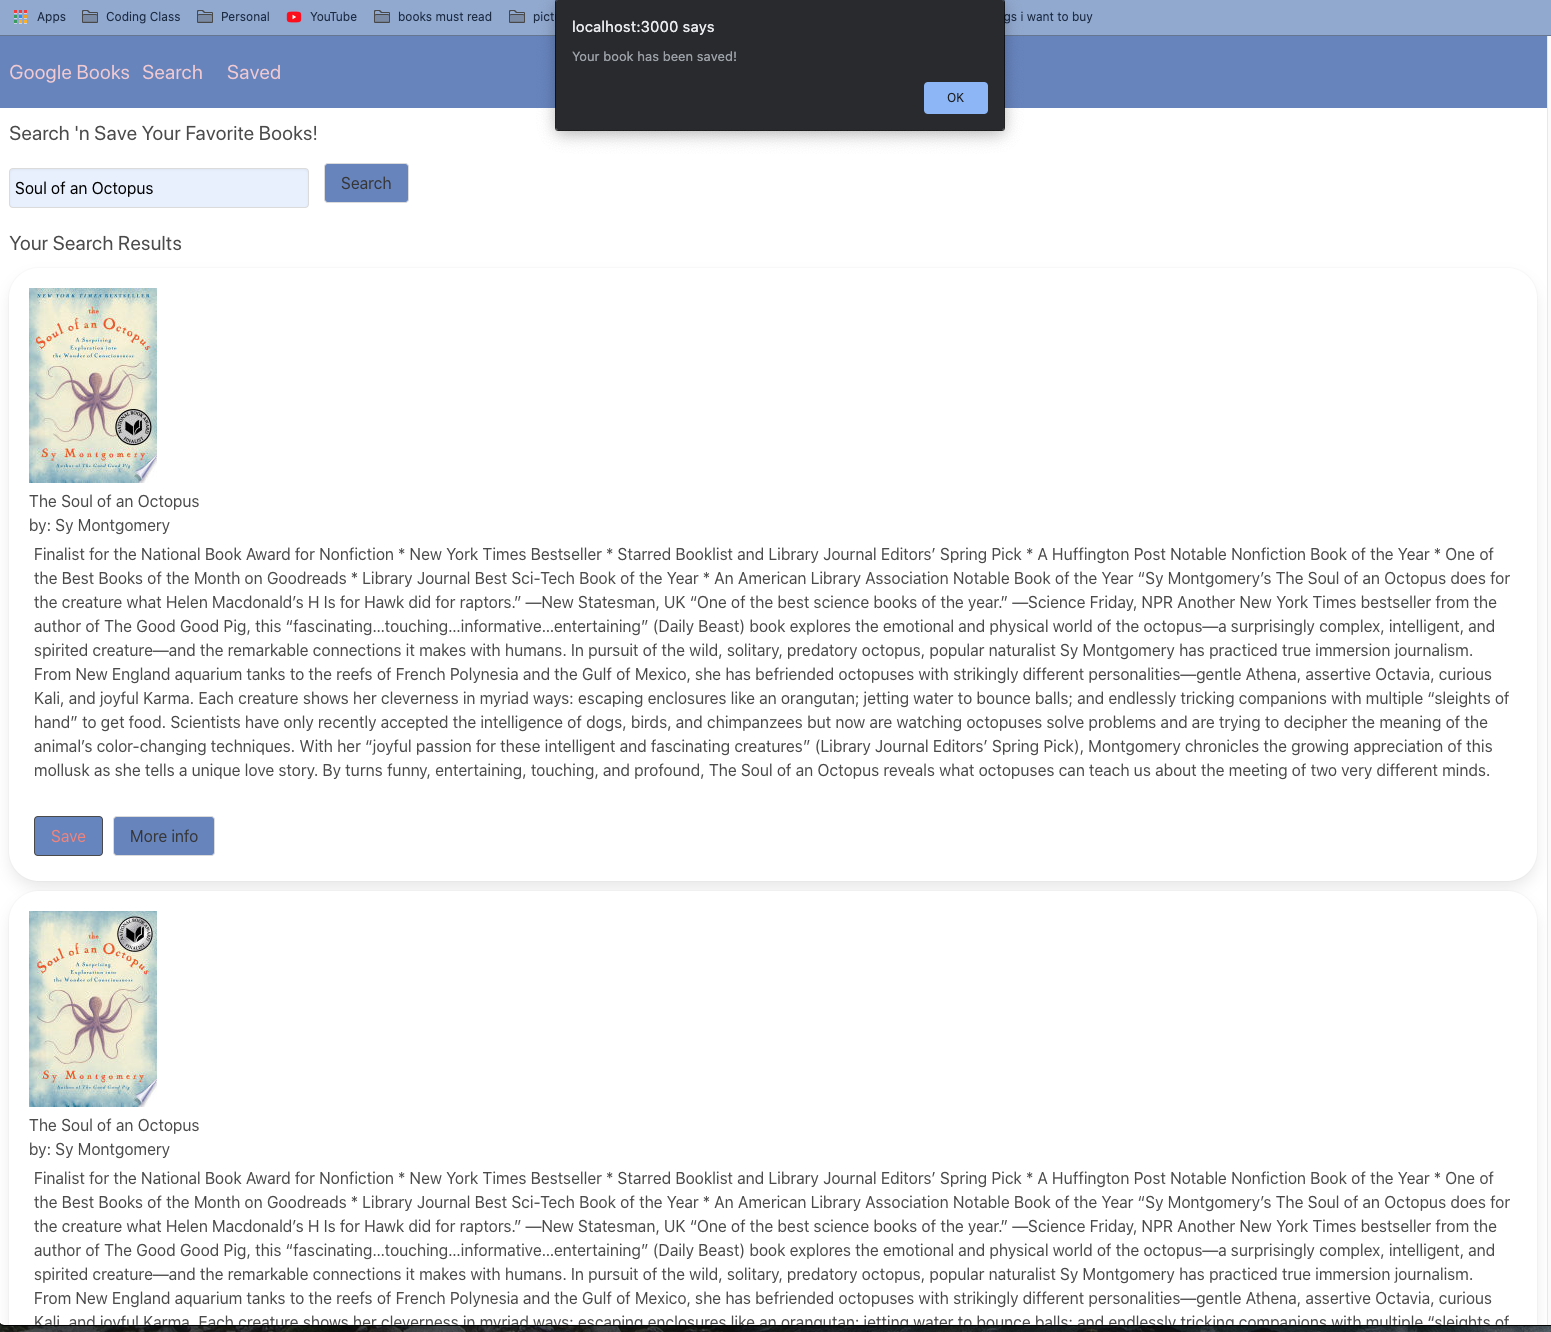 Apps Coding Class Personal YouTube books must read pict gs i want to buy
localhost:3000 says
Your book has been saved!
OK
Google Books Search Saved
Search 'n Save Your Favorite Books!
Soul of an Octopus Search
Your Search Results
NEW YORK TIMES BESTSELLER
the
Soul of an Octopus
A Surprising
Exploration into
the Wonder of Consciousness
NATIONAL BOOK AWARD FINALIST
Sy Montgomery
Author of The Good Good Pig
The Soul of an Octopus
by: Sy Montgomery
Finalist for the National Book Award for Nonfiction * New York Times Bestseller * Starred Booklist and Library Journal Editors’ Spring Pick * A Huffington Post Notable Nonfiction Book of the Year * One of
the Best Books of the Month on Goodreads * Library Journal Best Sci-Tech Book of the Year * An American Library Association Notable Book of the Year “Sy Montgomery’s The Soul of an Octopus does for
the creature what Helen Macdonald’s H Is for Hawk did for raptors.” —New Statesman, UK “One of the best science books of the year.” —Science Friday, NPR Another New York Times bestseller from the
author of The Good Good Pig, this “fascinating…touching…informative…entertaining” (Daily Beast) book explores the emotional and physical world of the octopus—a surprisingly complex, intelligent, and
spirited creature—and the remarkable connections it makes with humans. In pursuit of the wild, solitary, predatory octopus, popular naturalist Sy Montgomery has practiced true immersion journalism.
From New England aquarium tanks to the reefs of French Polynesia and the Gulf of Mexico, she has befriended octopuses with strikingly different personalities—gentle Athena, assertive Octavia, curious
Kali, and joyful Karma. Each creature shows her cleverness in myriad ways: escaping enclosures like an orangutan; jetting water to bounce balls; and endlessly tricking companions with multiple “sleights of
hand” to get food. Scientists have only recently accepted the intelligence of dogs, birds, and chimpanzees but now are watching octopuses solve problems and are trying to decipher the meaning of the
animal’s color-changing techniques. With her “joyful passion for these intelligent and fascinating creatures” (Library Journal Editors’ Spring Pick), Montgomery chronicles the growing appreciation of this
mollusk as she tells a unique love story. By turns funny, entertaining, touching, and profound, The Soul of an Octopus reveals what octopuses can teach us about the meeting of two very different minds.
Save More info
NATIONAL BOOK AWARD FINALIST
the
Soul of an Octopus
A Surprising
Exploration into
the Wonder of Consciousness
Sy Montgomery
Author of The Good Good Pig
The Soul of an Octopus
by: Sy Montgomery
Finalist for the National Book Award for Nonfiction * New York Times Bestseller * Starred Booklist and Library Journal Editors’ Spring Pick * A Huffington Post Notable Nonfiction Book of the Year * One of
the Best Books of the Month on Goodreads * Library Journal Best Sci-Tech Book of the Year * An American Library Association Notable Book of the Year “Sy Montgomery’s The Soul of an Octopus does for
the creature what Helen Macdonald’s H Is for Hawk did for raptors.” —New Statesman, UK “One of the best science books of the year.” —Science Friday, NPR Another New York Times bestseller from the
author of The Good Good Pig, this “fascinating…touching…informative…entertaining” (Daily Beast) book explores the emotional and physical world of the octopus—a surprisingly complex, intelligent, and
spirited creature—and the remarkable connections it makes with humans. In pursuit of the wild, solitary, predatory octopus, popular naturalist Sy Montgomery has practiced true immersion journalism.
From New England aquarium tanks to the reefs of French Polynesia and the Gulf of Mexico, she has befriended octopuses with strikingly different personalities—gentle Athena, assertive Octavia, curious
Kali, and joyful Karma. Each creature shows her cleverness in myriad ways: escaping enclosures like an orangutan; jetting water to bounce balls; and endlessly tricking companions with multiple “sleights of